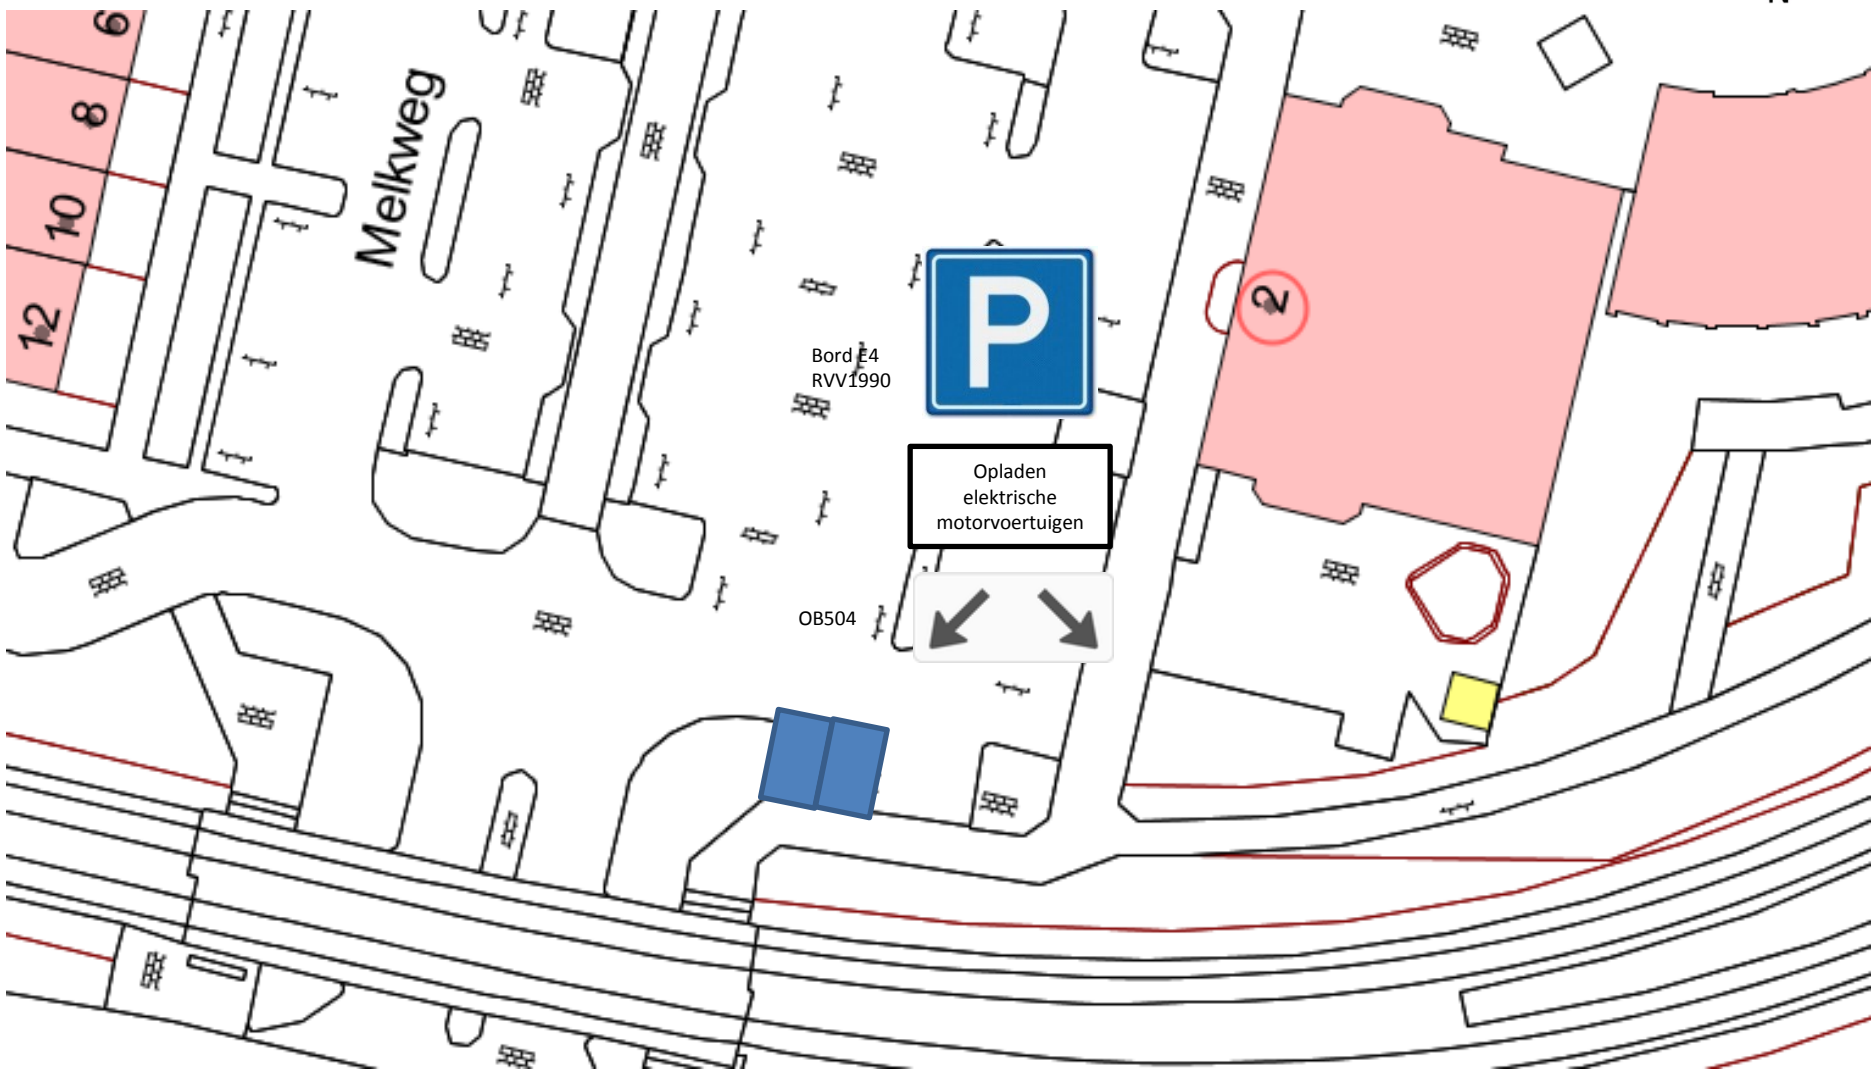 6
8
10
12
Melkweg
P
2
Bord E4
RVV1990
Opladen
elektrische
motorvoertuigen
OB504